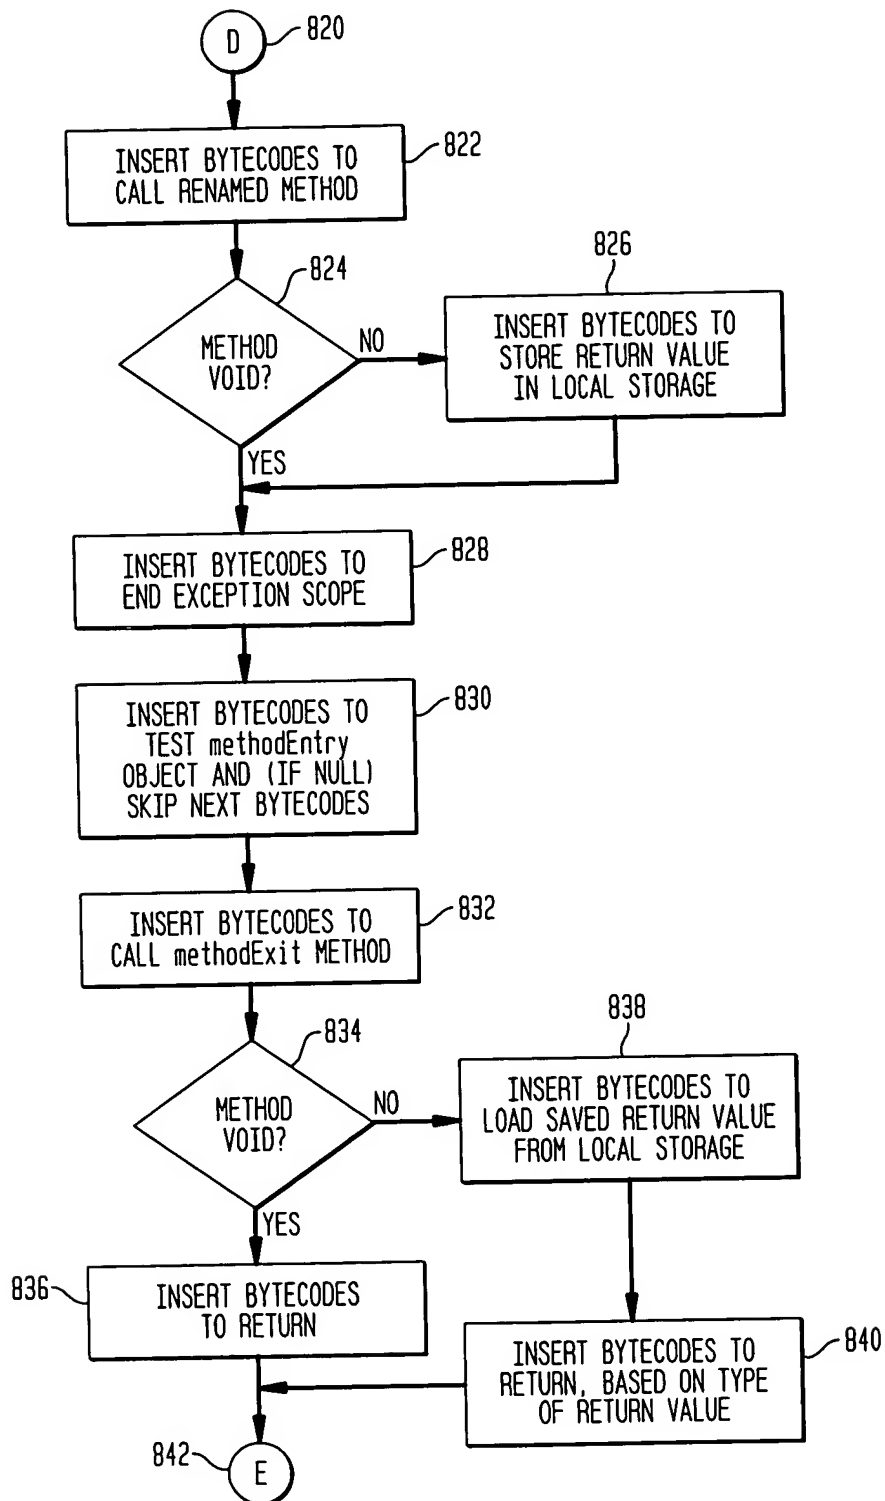 D
820
INSERT BYTECODES TO
CALL RENAMED METHOD
822
824
METHOD
VOID?
NO
YES
826
INSERT BYTECODES TO
STORE RETURN VALUE
IN LOCAL STORAGE
INSERT BYTECODES TO
END EXCEPTION SCOPE
828
INSERT BYTECODES TO
TEST methodEntry
OBJECT AND (IF NULL)
SKIP NEXT BYTECODES
830
INSERT BYTECODES TO
CALL methodExit METHOD
832
834
METHOD
VOID?
NO
YES
838
INSERT BYTECODES TO
LOAD SAVED RETURN VALUE
FROM LOCAL STORAGE
836
INSERT BYTECODES
TO RETURN
INSERT BYTECODES TO
RETURN, BASED ON TYPE
OF RETURN VALUE
840
842
E